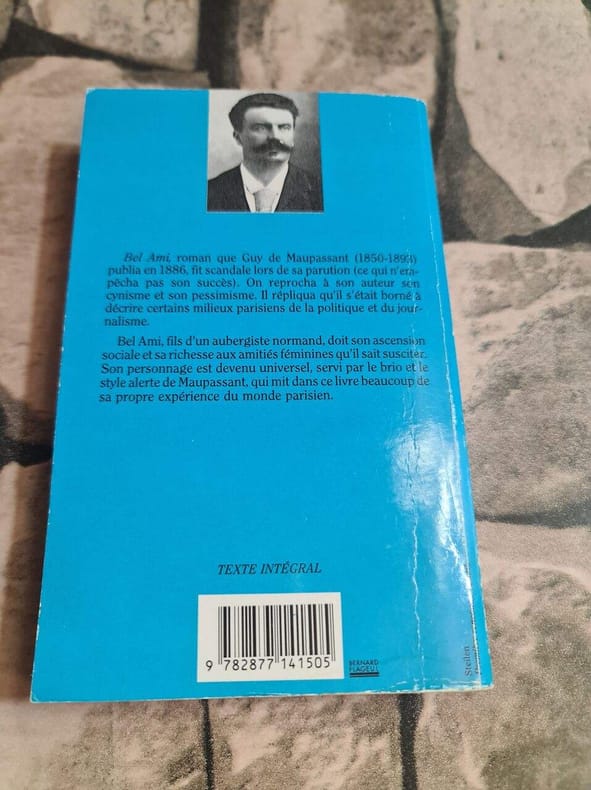 Bel Ami, roman que Guy de Maupassant (1850-1893)
publia en 1886, fit scandale lors de sa parution (ce qui n'em-
pêcha pas son succès). On reprocha à son auteur son
cynisme et son pessimisme. Il répliqua qu'il s'était borné à
décrire certains milieux parisiens de la politique et du jour-
nalisme.
Bel Ami, fils d'un aubergiste normand, doit son ascension
sociale et sa richesse aux amitiés féminines qu'il sait susciter.
Son personnage est devenu universel, servi par le brio et le
style alerte de Maupassant, qui mit dans ce livre beaucoup de
sa propre expérience du monde parisien.
TEXTE INTÉGRAL
9 782877 141505
BERNARD
FLAGEUL
Steilen